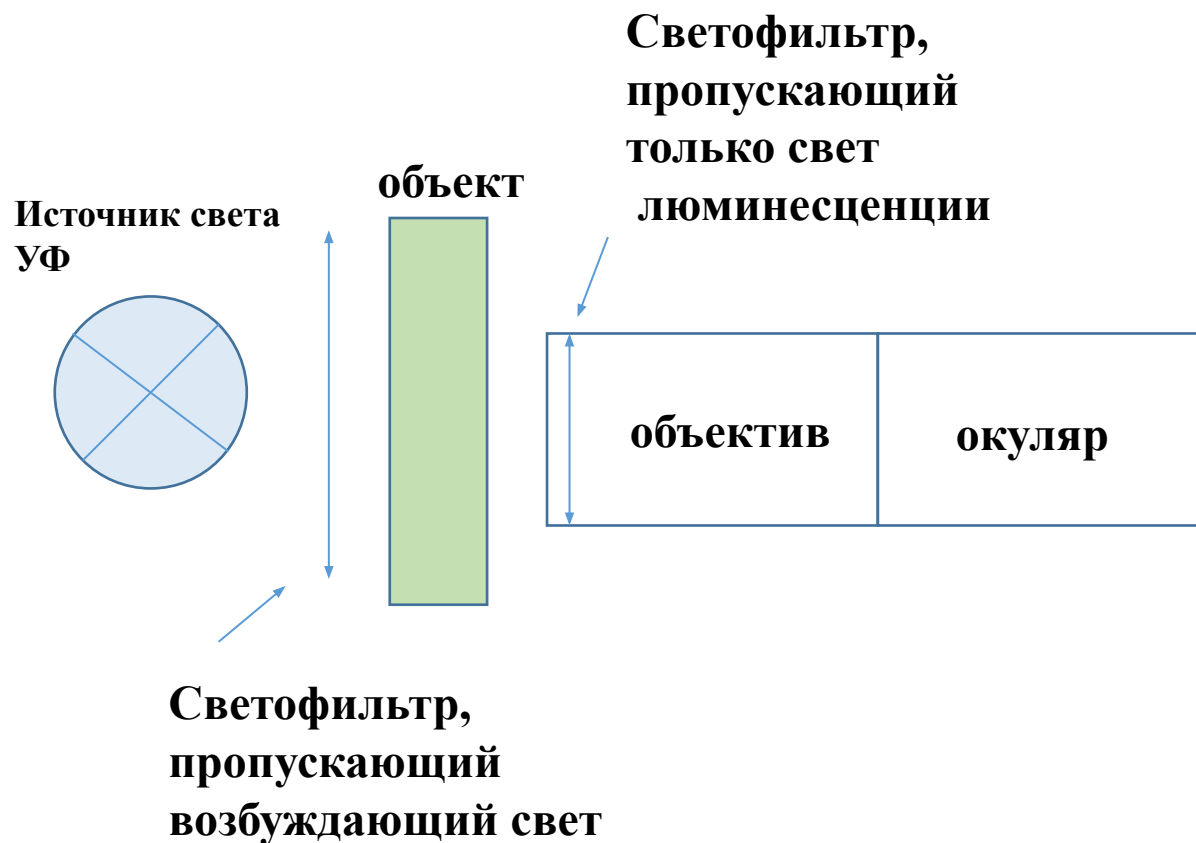 Светофильтр,
пропускающий
только свет
люминесценции
объект
Источник света
УФ
объектив
окуляр
Светофильтр,
пропускающий
возбуждающий свет